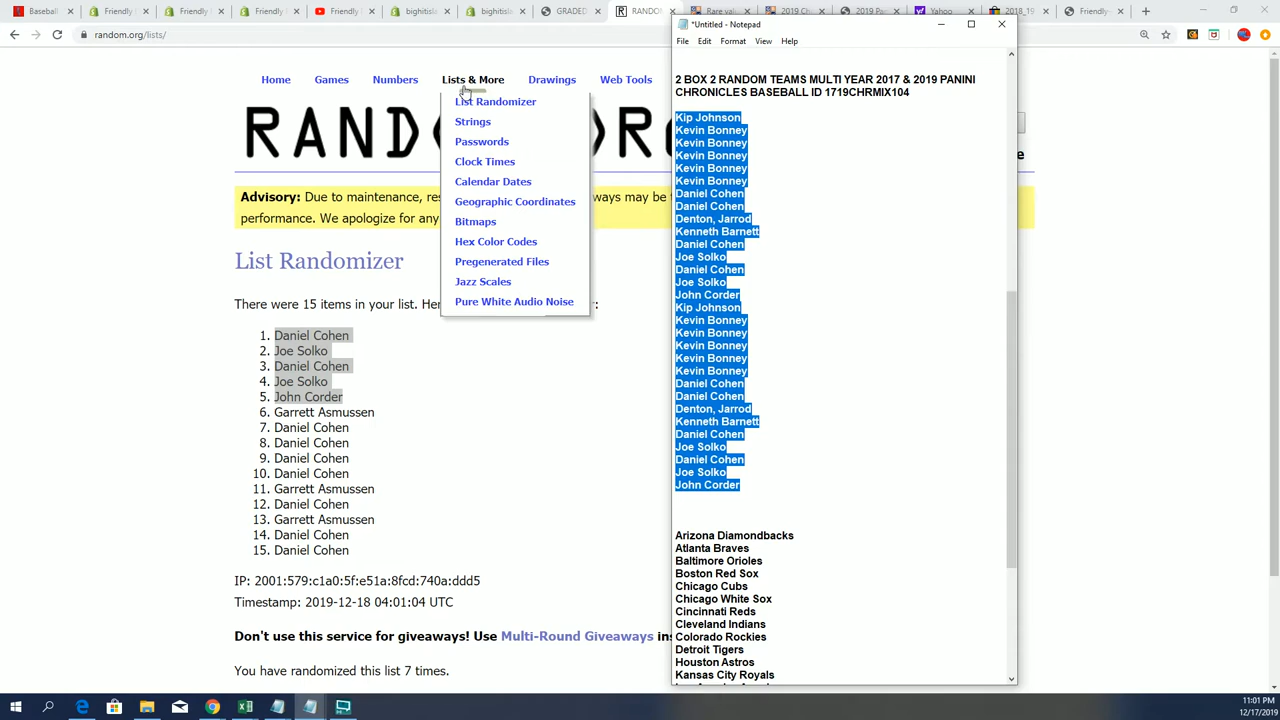 Baseball
Friendly
Friendly
Friendly
Friendly
Friendly
bighitisl
bighitisl
GRADED
RANDOM
*Untitled - Notepad
File Edit Format View Help
random.org/lists/
Home Games Numbers Lists & More Drawings Web Tools
List Randomizer
Strings
Passwords
Clock Times
Calendar Dates
Geographic Coordinates
Bitmaps
Hex Color Codes
Pregenerated Files
Jazz Scales
Pure White Audio Noise
Advisory: Due to maintenance, res
performance. We apologize for any
List Randomizer
There were 15 items in your list. Her
1. Daniel Cohen
2. Joe Solko
3. Daniel Cohen
4. Joe Solko
5. John Corder
6. Garrett Asmussen
7. Daniel Cohen
8. Daniel Cohen
9. Daniel Cohen
10. Daniel Cohen
11. Garrett Asmussen
12. Daniel Cohen
13. Garrett Asmussen
14. Daniel Cohen
15. Daniel Cohen
IP: 2001:579:c1a0:5f:e51a:8fcd:740a:ddd5
Timestamp: 2019-12-18 04:01:04 UTC
Don't use this service for giveaways! Use Multi-Round Giveaways ins
You have randomized this list 7 times.
2 BOX 2 RANDOM TEAMS MULTI YEAR 2017 & 2019 PANINI
CHRONICLES BASEBALL ID 1719CHRMIX104
Kip Johnson
Kevin Bonney
Kevin Bonney
Kevin Bonney
Kevin Bonney
Kevin Bonney
Daniel Cohen
Daniel Cohen
Denton, Jarrod
Kenneth Barnett
Daniel Cohen
Joe Solko
Daniel Cohen
Joe Solko
John Corder
Kip Johnson
Kevin Bonney
Kevin Bonney
Kevin Bonney
Kevin Bonney
Kevin Bonney
Daniel Cohen
Daniel Cohen
Denton, Jarrod
Kenneth Barnett
Daniel Cohen
Joe Solko
Daniel Cohen
Joe Solko
John Corder
Arizona Diamondbacks
Atlanta Braves
Baltimore Orioles
Boston Red Sox
Chicago Cubs
Chicago White Sox
Cincinnati Reds
Cleveland Indians
Colorado Rockies
Detroit Tigers
Houston Astros
Kansas City Royals
11:01 PM
12/17/2019